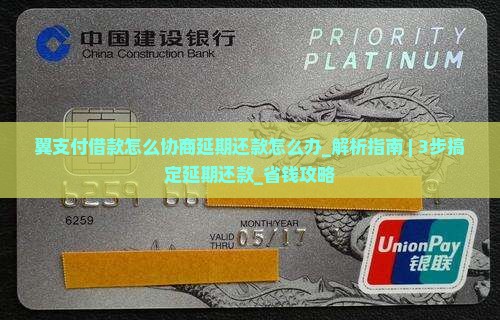 中国建设银行
China Construction Bank
PRIORITY
PLATINUM
翼支付借款怎么协商延期还款怎么办_解析指南 | 3步搞
定延期还款_省钱攻略
6259
6259
MONTH/YEAR
VALID
THRU
05/17
UnionPay
银联